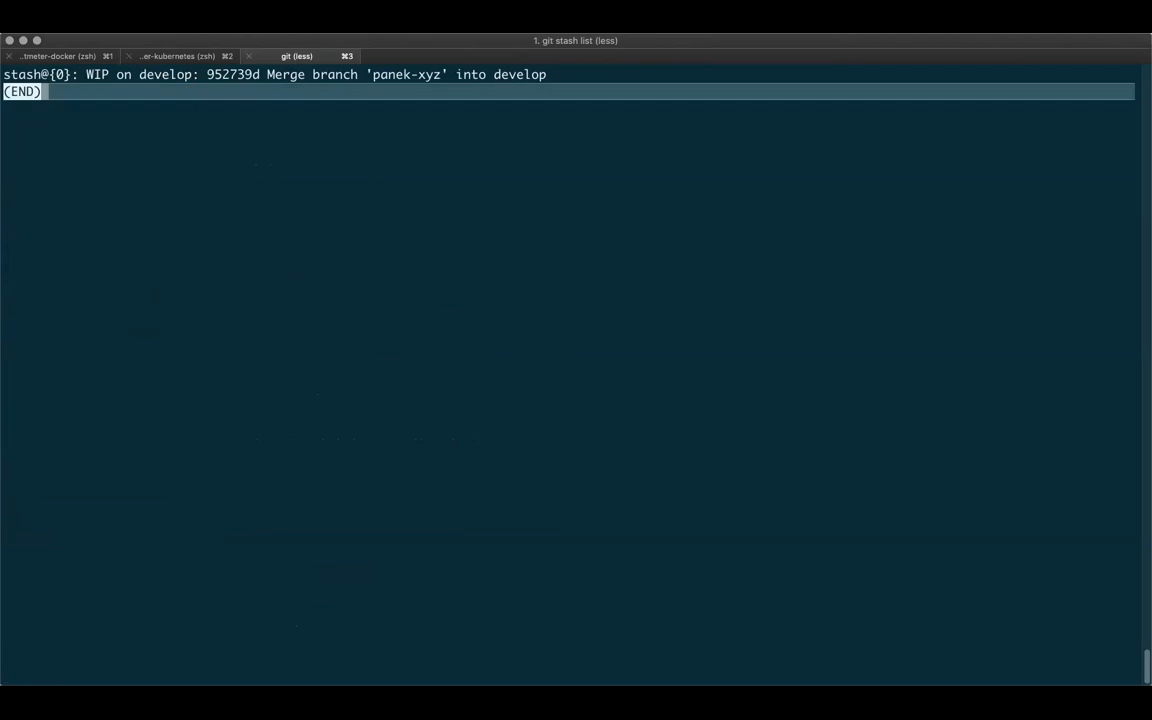 1. git stash list (less)
..tmeter-docker (zsh) ⌘1 ..er-kubernetes (zsh) ⌘2 git (less) ⌘3
stash@{0}: WIP on develop: 952739d Merge branch 'panek-xyz' into develop
(END)